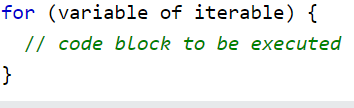 for (variable of iterable) {
  // code block to be executed
}